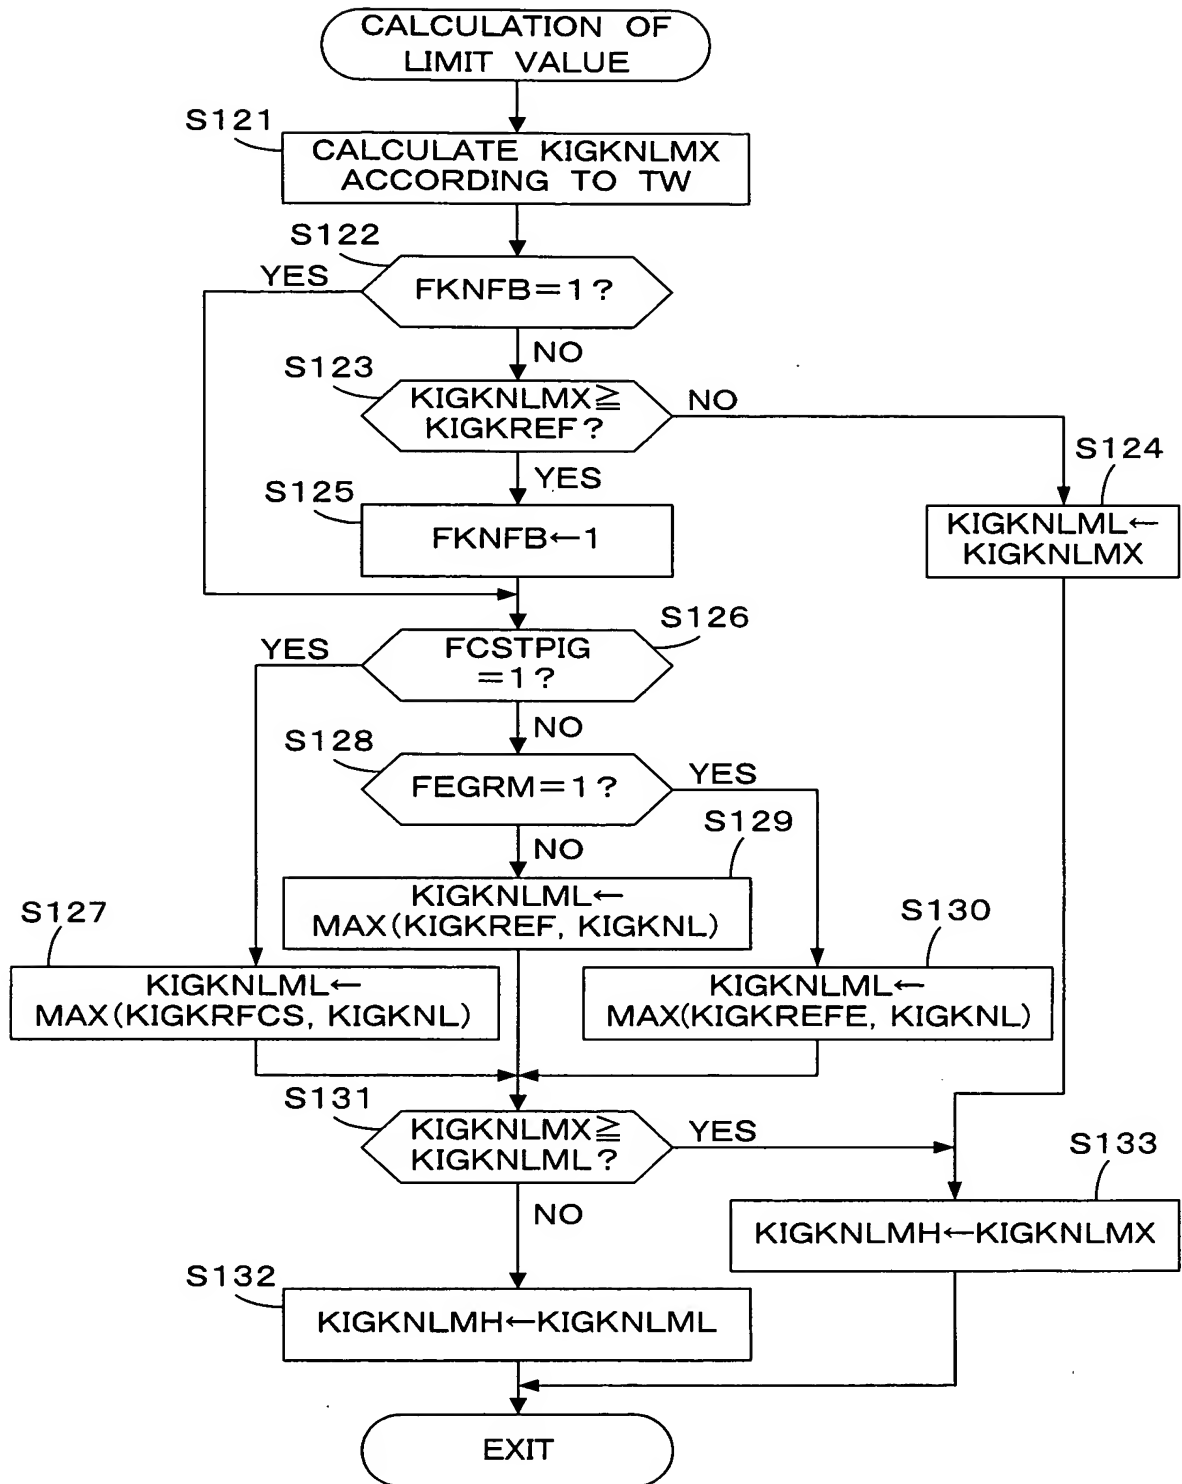 CALCULATION OF
LIMIT VALUE
S121
CALCULATE KIGKNLMX
ACCORDING TO TW
S122
YES
FKNFB=1?
NO
S123
KIGKNLMX≧
KIGKREF?
NO
YES
S124
KIGKNLML←
KIGKNLMX
S125
FKNFB←1
S126
YES
FCSTPIG
=1?
NO
S128
FEGRM=1?
YES
NO
S129
KIGKNLML←
MAX(KIGKREF, KIGKNL)
S127
KIGKNLML←
MAX(KIGKRFCS, KIGKNL)
S130
KIGKNLML←
MAX(KIGKREFE, KIGKNL)
S131
KIGKNLMX≧
KIGKNLML?
YES
NO
S133
KIGKNLMH←KIGKNLMX
S132
KIGKNLMH←KIGKNLML
EXIT